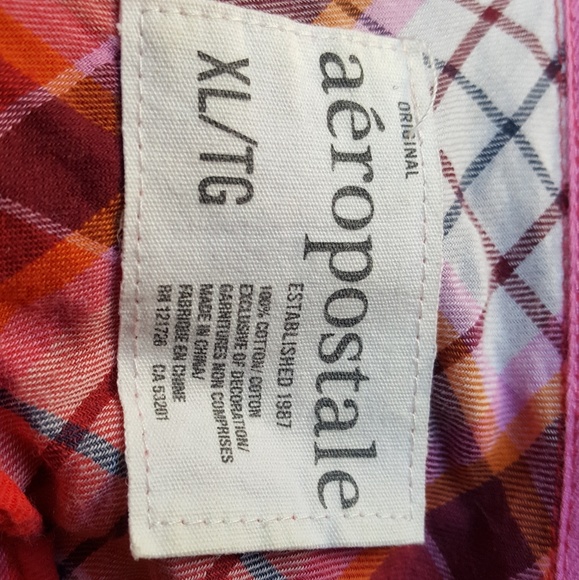 ORIGINAL
aéropostale
ESTABLISHED 1987
XL/TG
100% COTTON/COTON
EXCLUSIVE OF DECORATION/
GARNITURES NON COMPRISES
MADE IN CHINA/
FABRIQUE EN CHINE
RN 121726 CA 53201